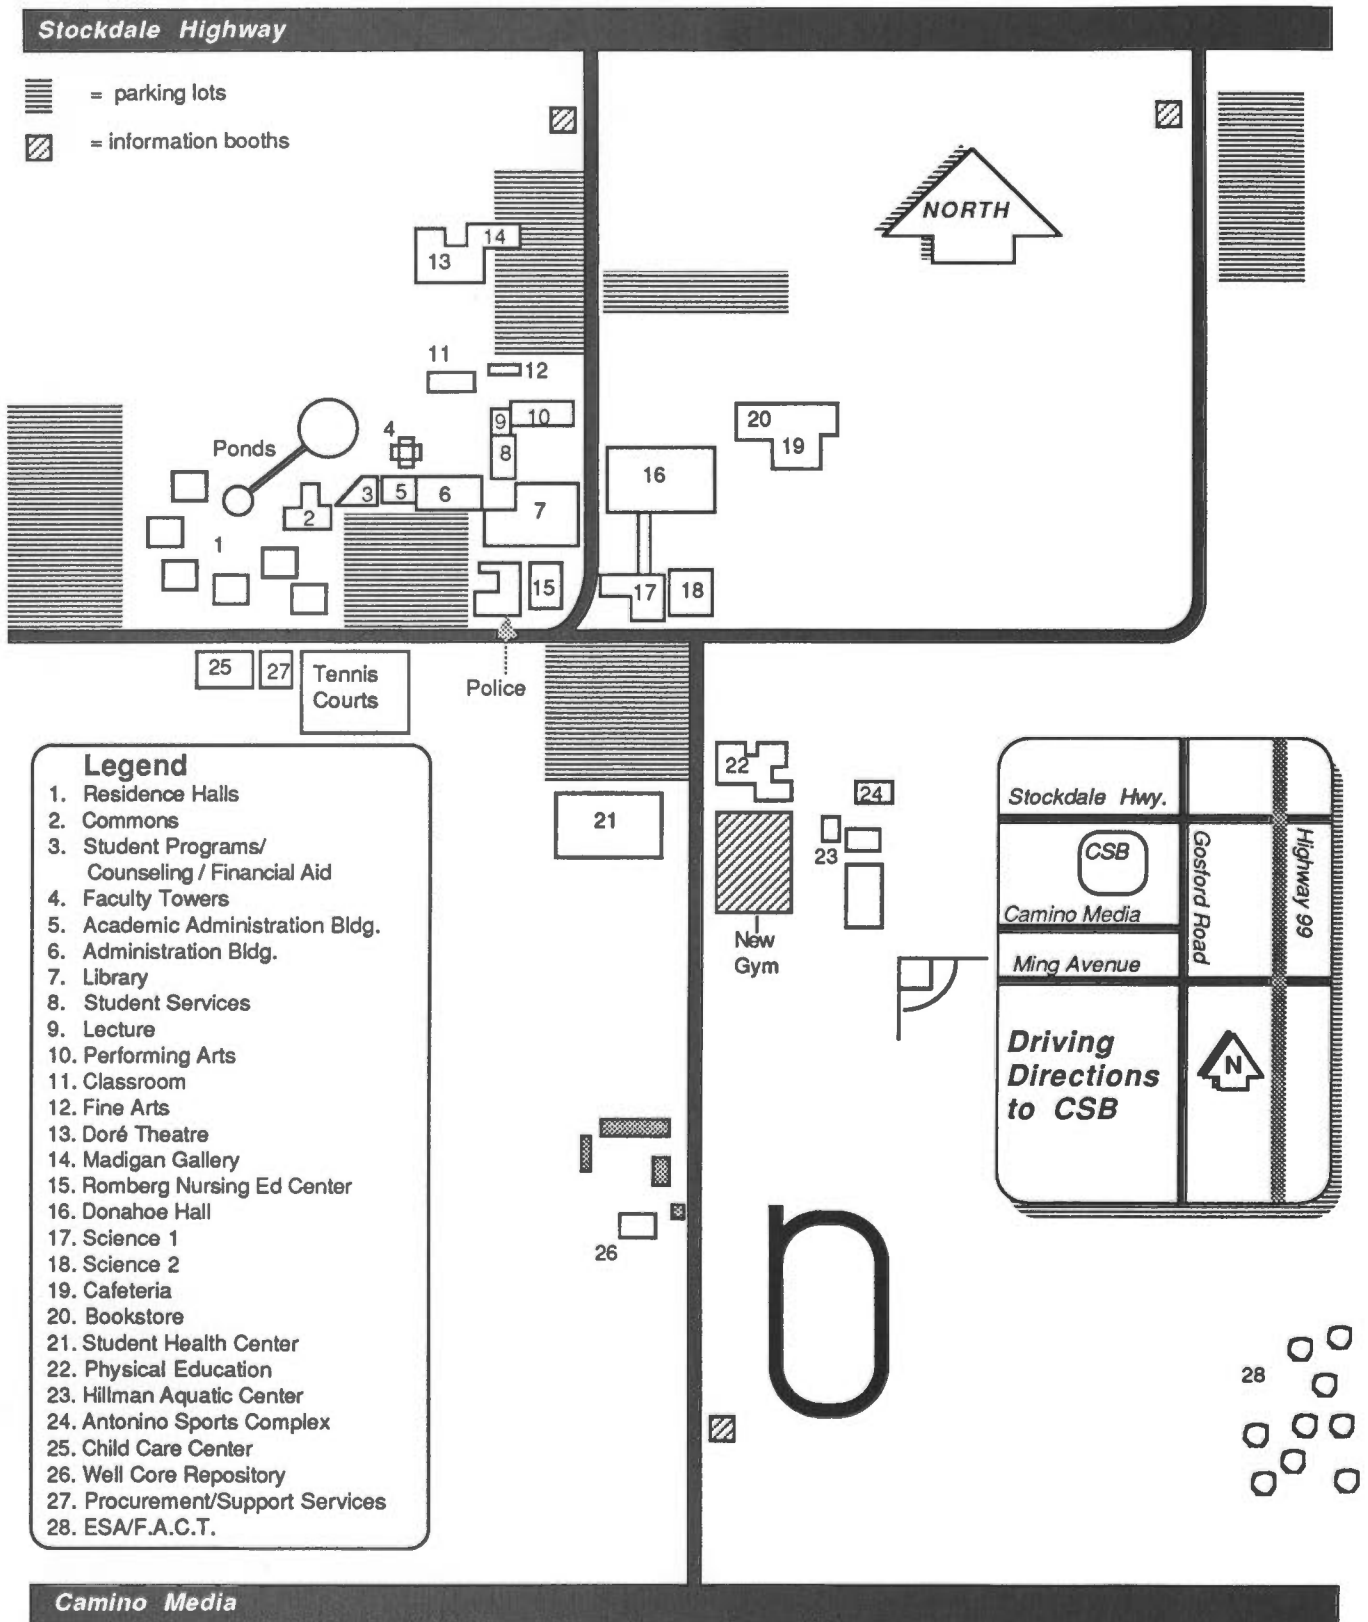 Stockdale Highway
= parking lots
= information booths
NORTH
14
13
11
12
20
19
9
10
4
Ponds
8
16
3
5
6
7
2
1
15
17
18
25
27
Tennis
Courts
Police
22
24
21
23
New
Gym
Legend
1. Residence Halls
2. Commons
3. Student Programs/
Counseling / Financial Aid
4. Faculty Towers
5. Academic Administration Bldg.
6. Administration Bldg.
7. Library
8. Student Services
9. Lecture
10. Performing Arts
11. Classroom
12. Fine Arts
13. Doré Theatre
14. Madigan Gallery
15. Romberg Nursing Ed Center
16. Donahoe Hall
17. Science 1
18. Science 2
19. Cafeteria
20. Bookstore
21. Student Health Center
22. Physical Education
23. Hillman Aquatic Center
24. Antonino Sports Complex
25. Child Care Center
26. Well Core Repository
27. Procurement/Support Services
28. ESA/F.A.C.T.
Stockdale Hwy.
CSB
Gosford Road
Highway 99
Camino Media
Ming Avenue
Driving
Directions
to CSB
N
26
28
Camino Media